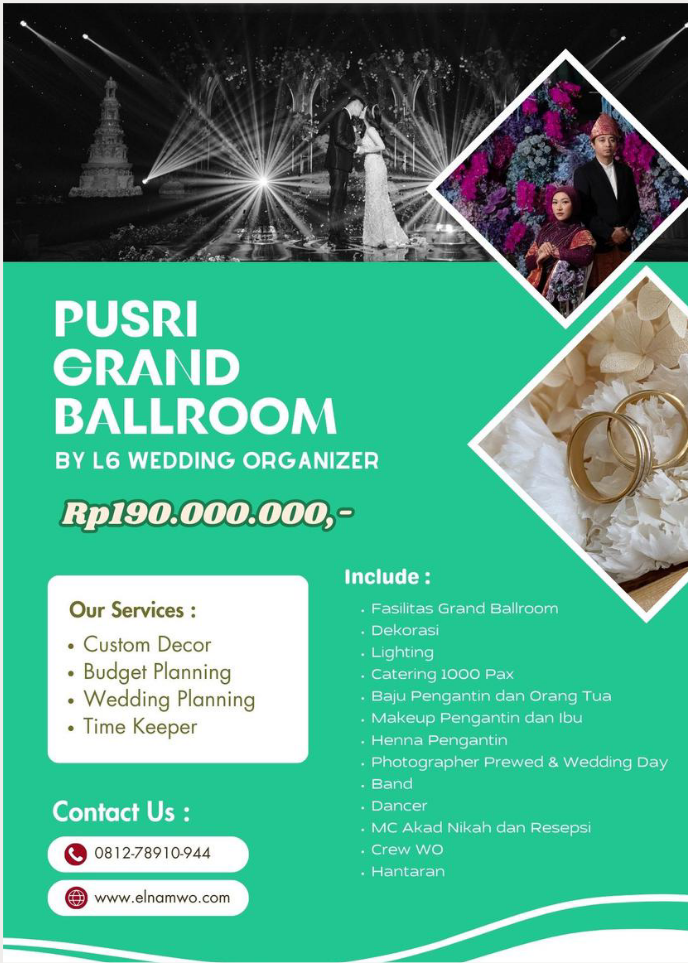 PUSRI
GRAND
BALLROOM
BY L6 WEDDING ORGANIZER
Rp190.000.000,-
Our Services :
• Custom Decor
• Budget Planning
• Wedding Planning
• Time Keeper
Contact Us :
0812-78910-944
www.elnamwo.com
Include :
• Fasilitas Grand Ballroom
• Dekorasi
• Lighting
• Catering 1000 Pax
• Baju Pengantin dan Orang Tua
• Makeup Pengantin dan Ibu
• Henna Pengantin
• Photographer Prewed & Wedding Day
• Band
• Dancer
• MC Akad Nikah dan Resepsi
• Crew WO
• Hantaran